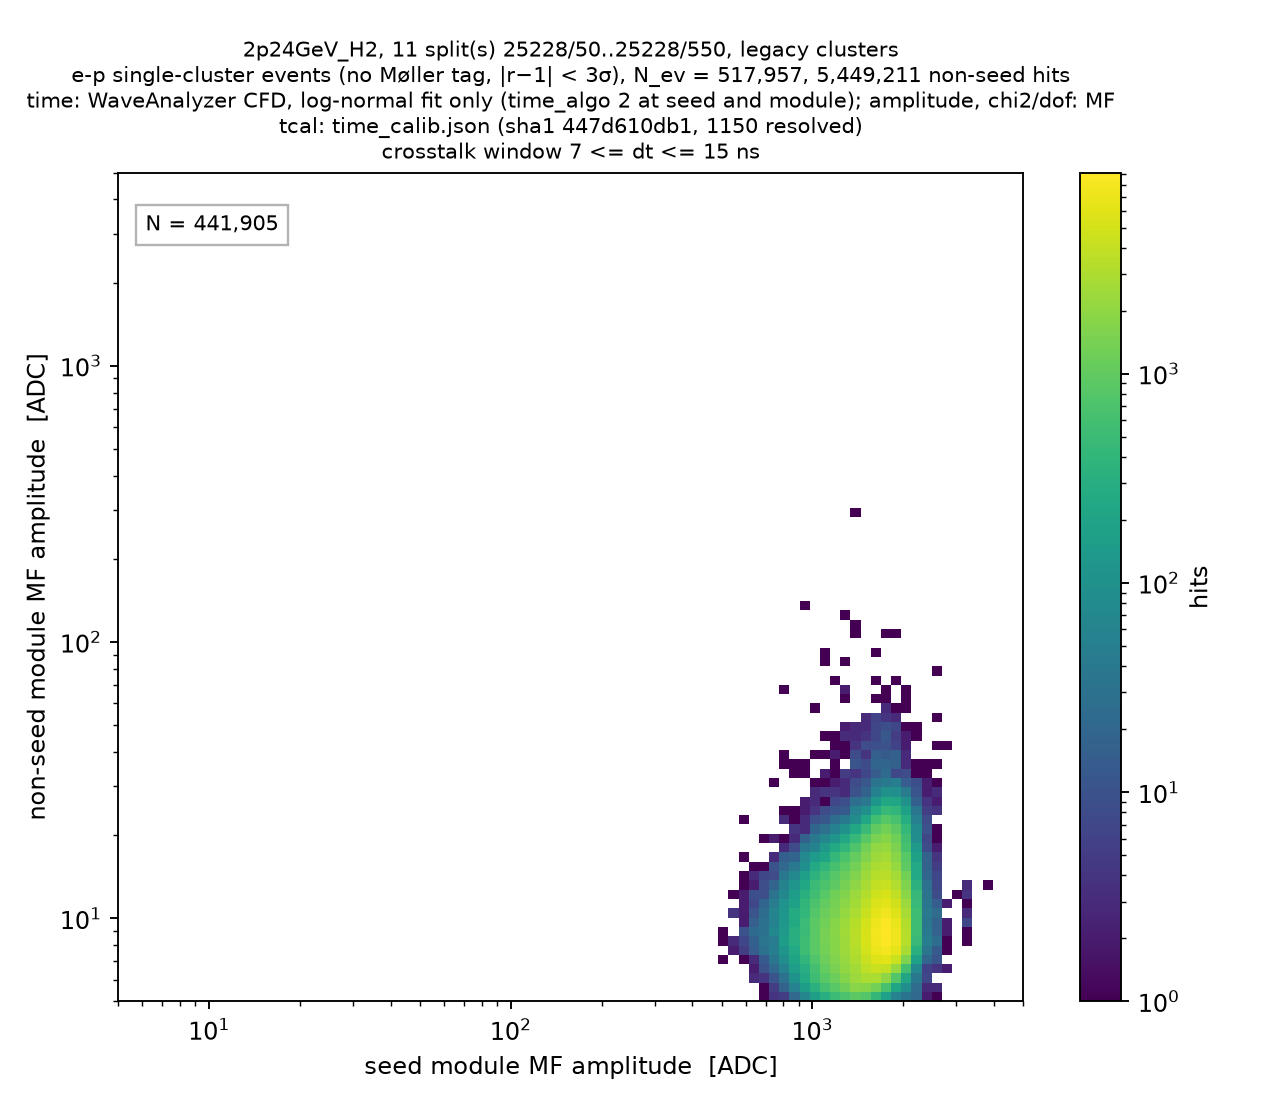 2p24GeV_H2, 11 split(s) 25228/50..25228/550, legacy clusters
e-p single-cluster events (no Møller tag, |r−1| < 3σ), N_ev = 517,957, 5,449,211 non-seed hits
time: WaveAnalyzer CFD, log-normal fit only (time_algo 2 at seed and module); amplitude, chi2/dof: MF
tcal: time_calib.json (sha1 447d610db1, 1150 resolved)
crosstalk window 7 <= dt <= 15 ns
N = 441,905
non-seed module MF amplitude [ADC]
10³
10²
10¹
10¹
10²
10³
seed module MF amplitude [ADC]
10³
10²
10¹
10⁰
hits